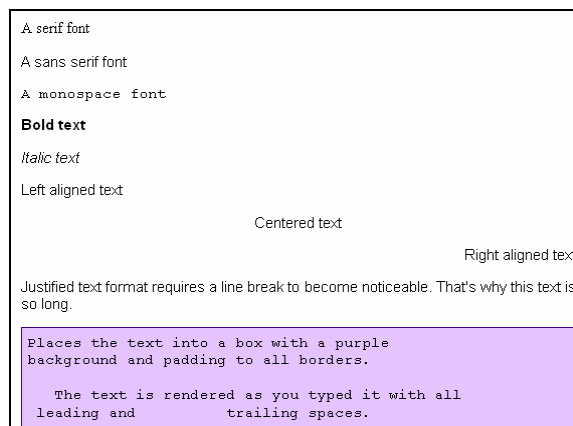 A serif font
A sans serif font
A monospace font
Bold text
Italic text
Left aligned text
Centered text
Right aligned tex
Justified text format requires a line break to become noticeable. That's why this text is
so long.
Places the text into a box with a purple
background and padding to all borders.
The text is rendered as you typed it with all
leading and          trailing spaces.